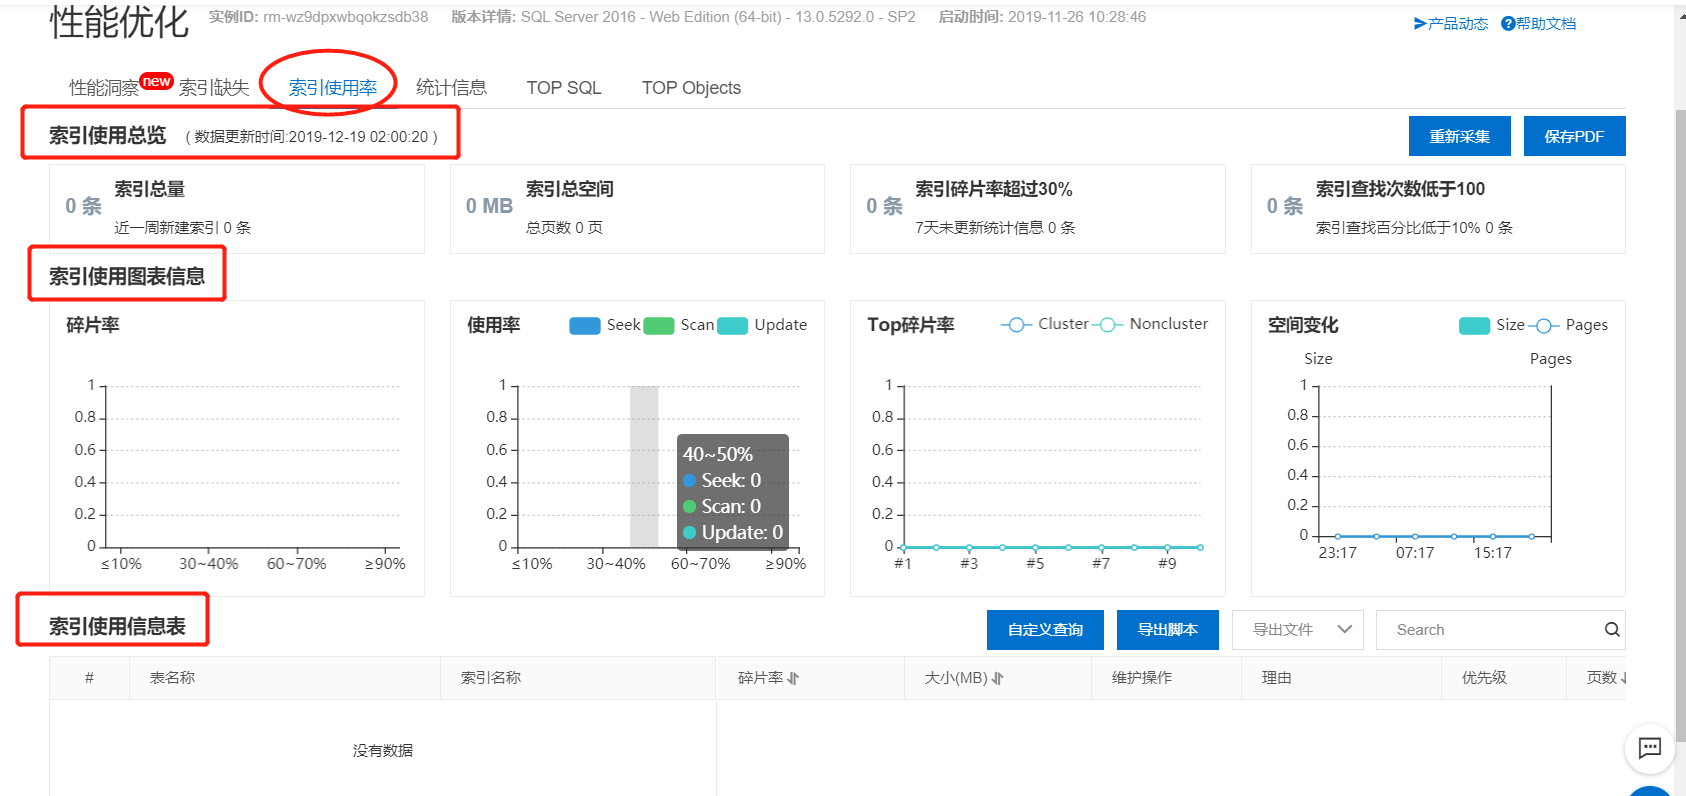 性能优化 实例ID: rm-wz9dpxwbqokzsdb38 版本详情: SQL Server 2016 - Web Edition (64-bit) - 13.0.5292.0 - SP2 启动时间: 2019-11-26 10:28:46
产品动态 帮助文档
性能洞察 new 索引缺失 索引使用率 统计信息 TOP SQL TOP Objects
索引使用总览 ( 数据更新时间:2019-12-19 02:00:20 )
重新采集 保存PDF
0 条 索引总量
近一周新建索引 0 条
0 MB 索引总空间
总页数 0 页
0 条 索引碎片率超过30%
7天未更新统计信息 0 条
0 条 索引查找次数低于100
索引查找百分比低于10% 0 条
索引使用图表信息
碎片率
1
0.8
0.6
0.4
0.2
0
≤10% 30~40% 60~70% ≥90%
使用率 Seek Scan Update
1
0.8
0.6
0.4
0.2
0
≤10% 30~40% 60~70% ≥90%
40~50%
Seek: 0
Scan: 0
Update: 0
Top碎片率 Cluster Noncluster
1
0.8
0.6
0.4
0.2
0
#1 #3 #5 #7 #9
空间变化 Size Pages
Size Pages
1
0.8
0.6
0.4
0.2
0
23:17 07:17 15:17
索引使用信息表
自定义查询 导出脚本 导出文件 Search
# 表名称 索引名称 碎片率 大小(MB) 维护操作 理由 优先级 页数
没有数据